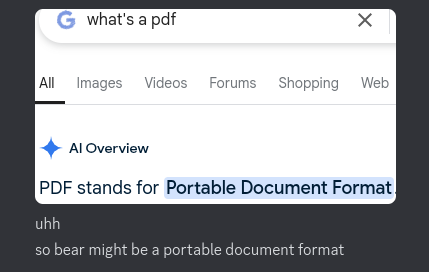 what's a pdf
All Images Videos Forums Shopping Web
AI Overview
PDF stands for Portable Document Format.
uhh
so bear might be a portable document format